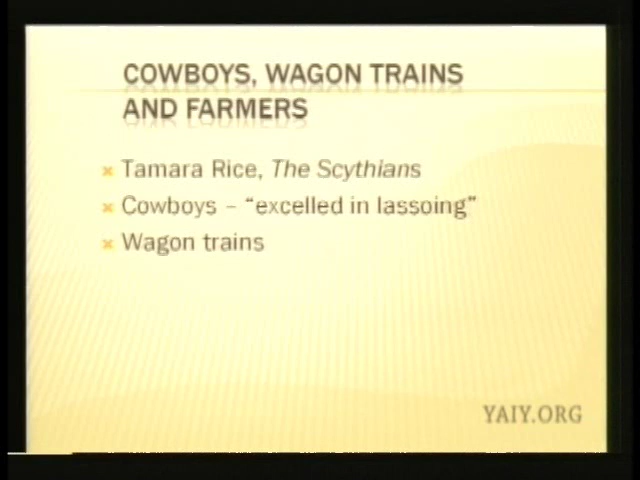 COWBOYS, WAGON TRAINS
AND FARMERS
Tamara Rice, The Scythians
Cowboys – “excelled in lassoing”
Wagon trains
YAIY.ORG